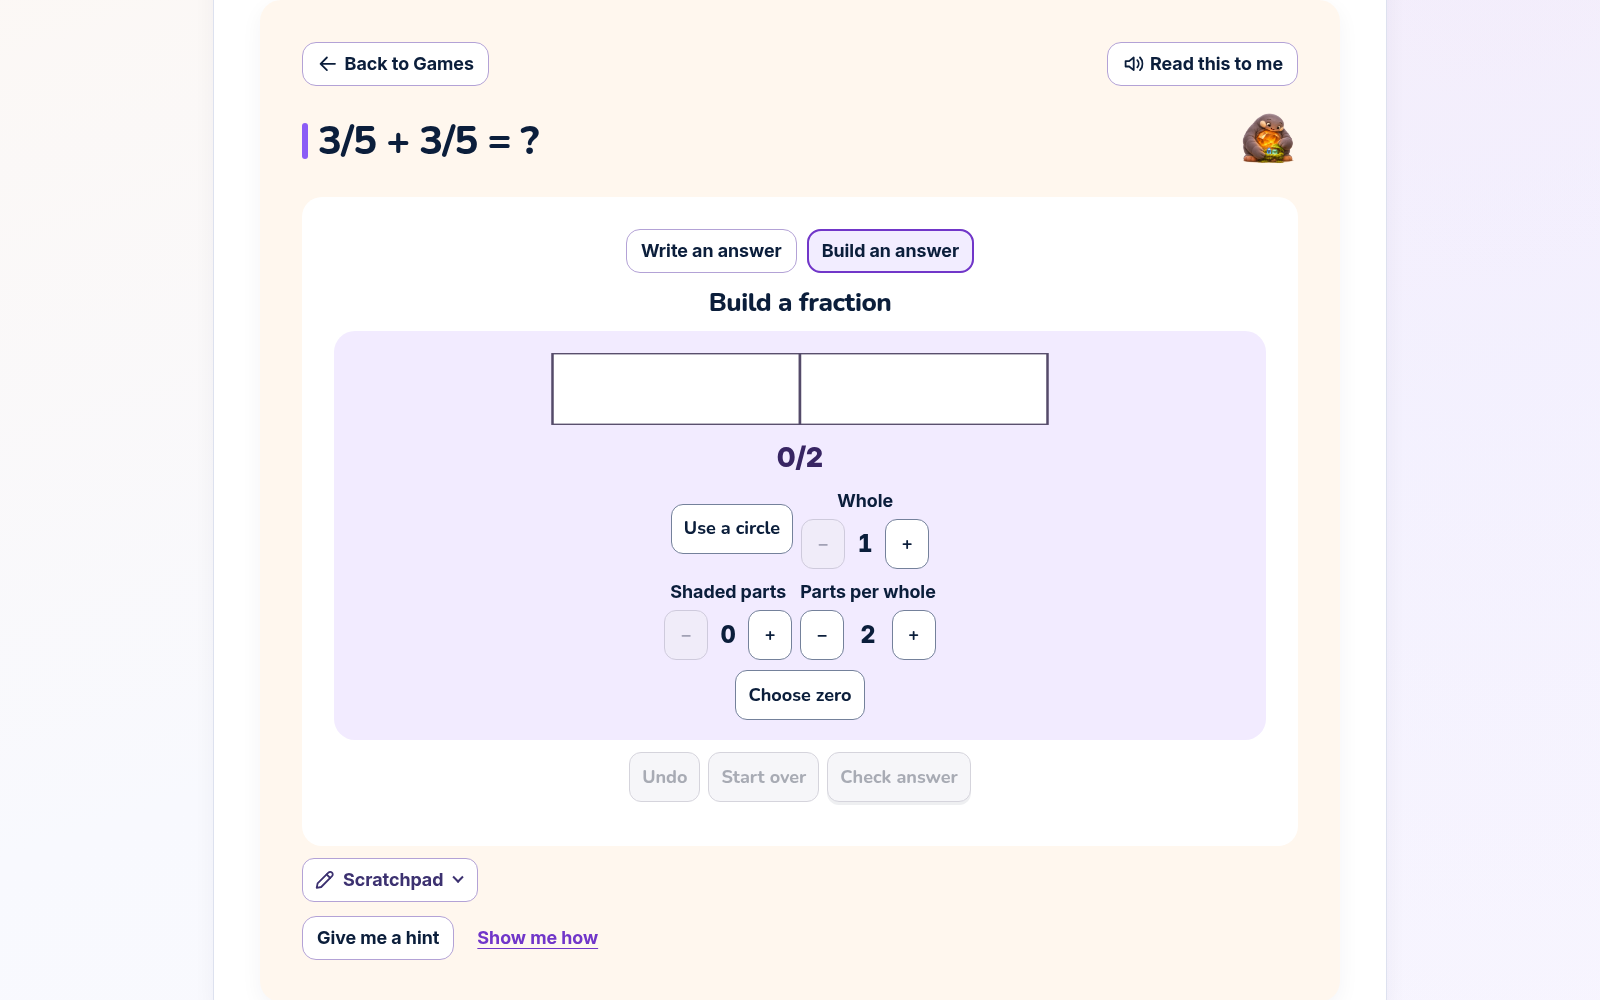 Back to Games
Read this to me
3/5 + 3/5 = ?
Write an answer
Build an answer
Build a fraction
0/2
Use a circle
Whole
− 1 +
Shaded parts
Parts per whole
− 0 +
− 2 +
Choose zero
Undo
Start over
Check answer
Scratchpad
Give me a hint
Show me how